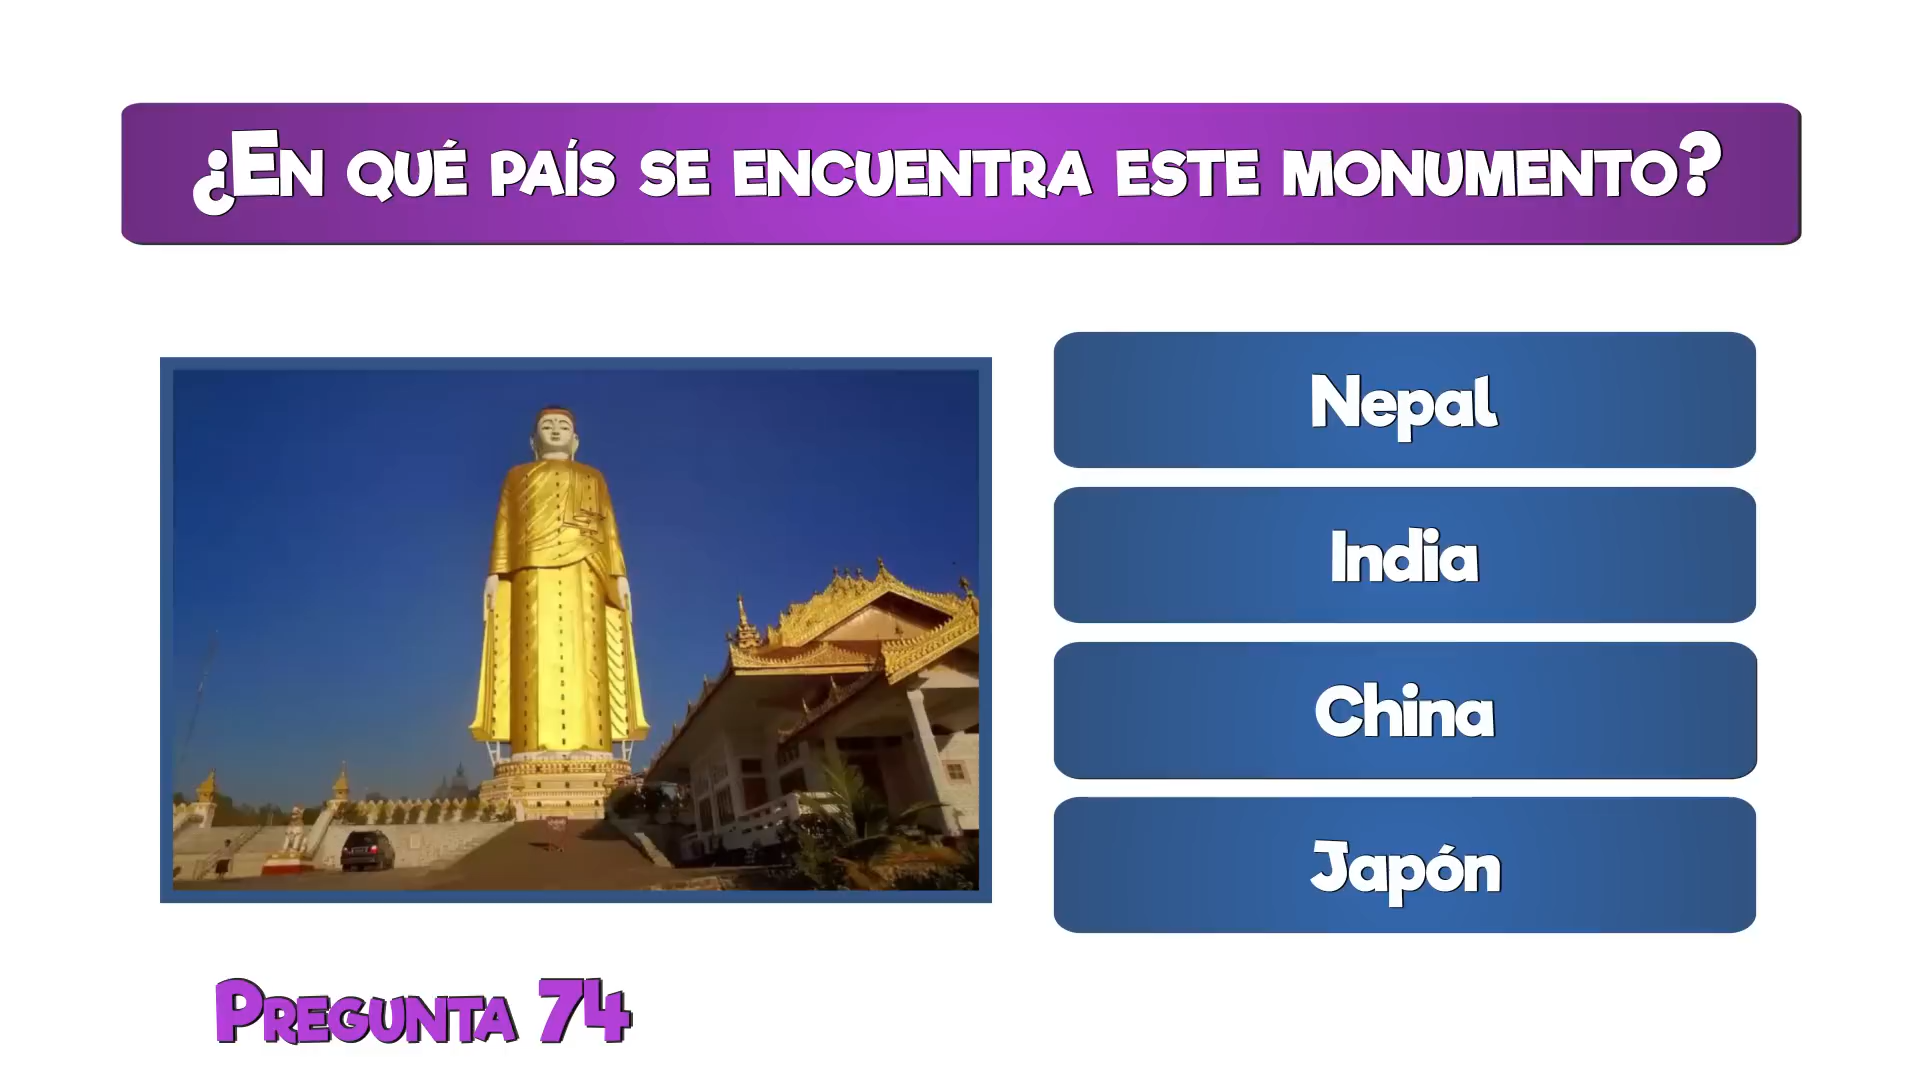 ¿En qué país se encuentra este monumento?
Nepal
India
China
Japón
Pregunta 74